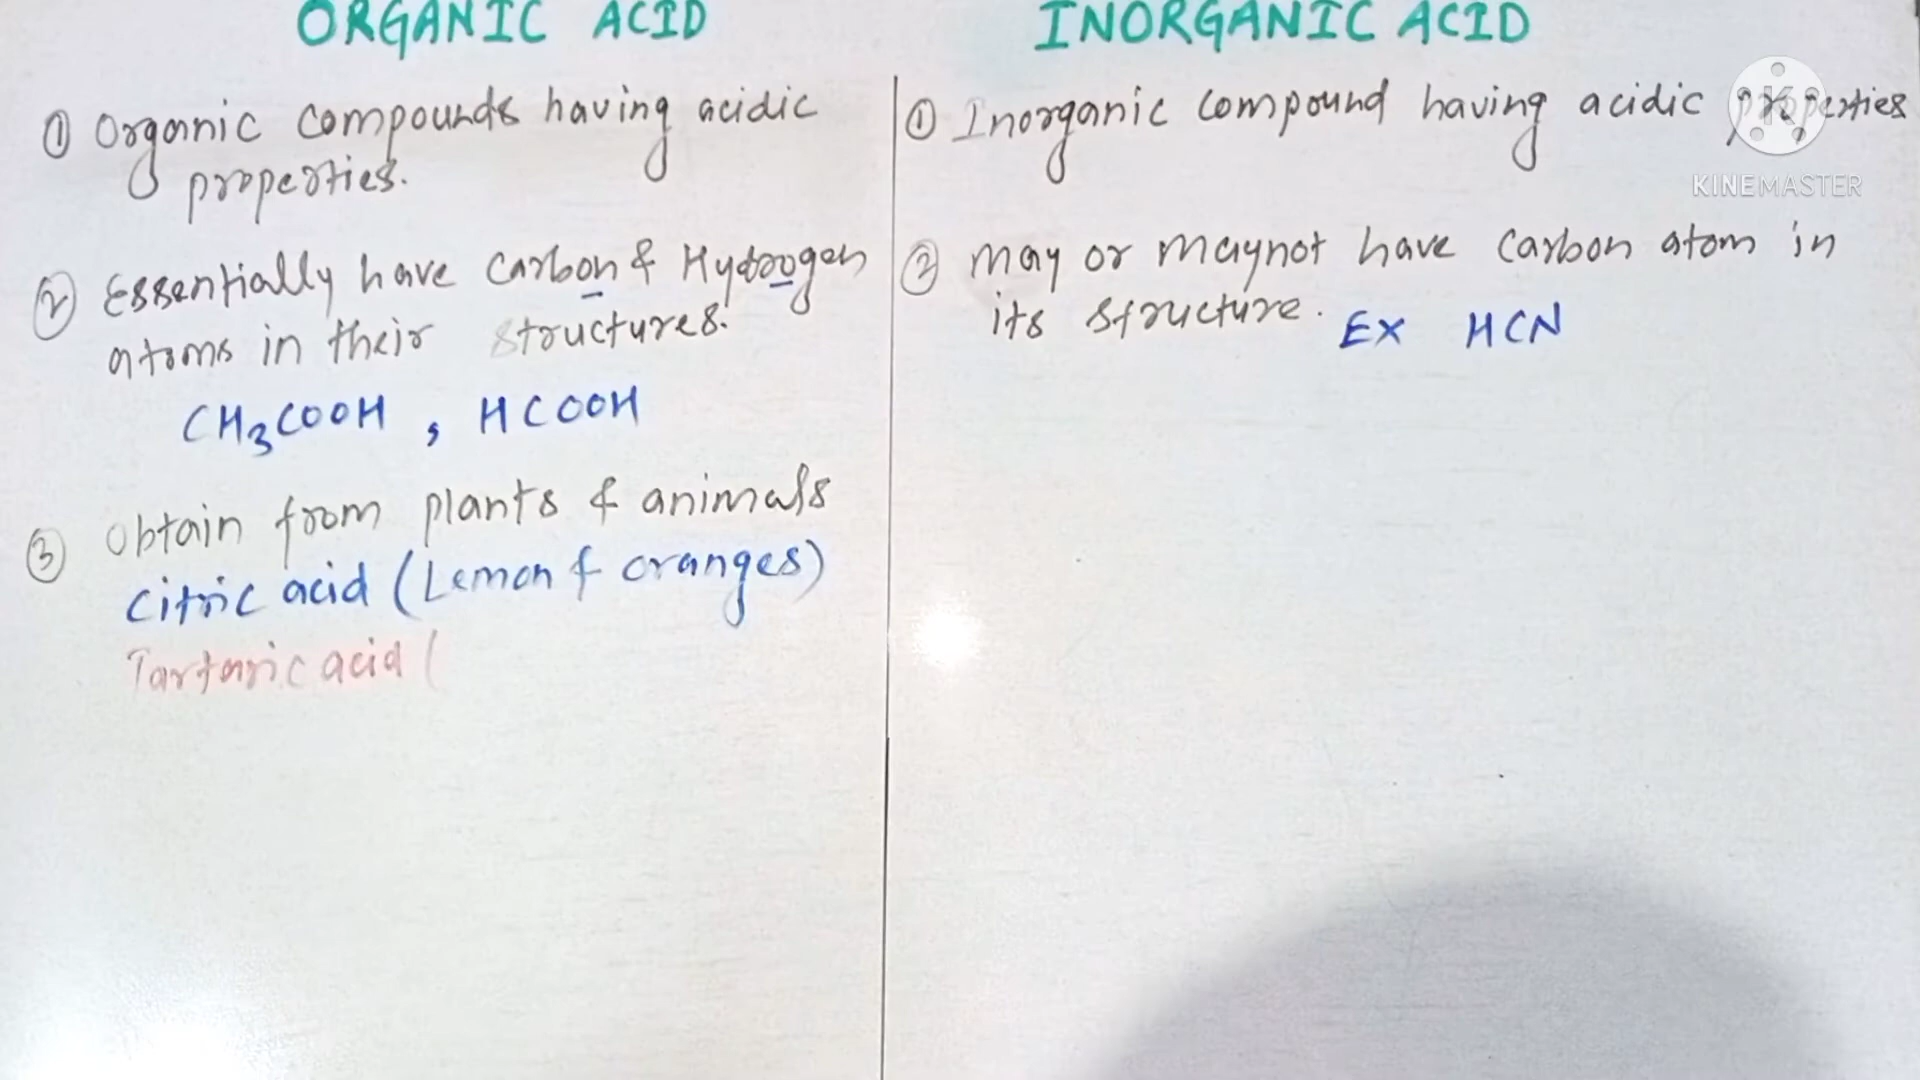 ORGANIC ACID
① Organic compounds having acidic
properties.
② Essentially have carbon & Hydrogen
atoms in their structures.
CH₃COOH , HCOOH
③ Obtain from plants & animals
Citric acid (Lemon & oranges)
Tartaric acid (
INORGANIC ACID
① Inorganic compound having acidic properties
② May or maynot have carbon atom in
its structure. EX HCN
KINEMASTER